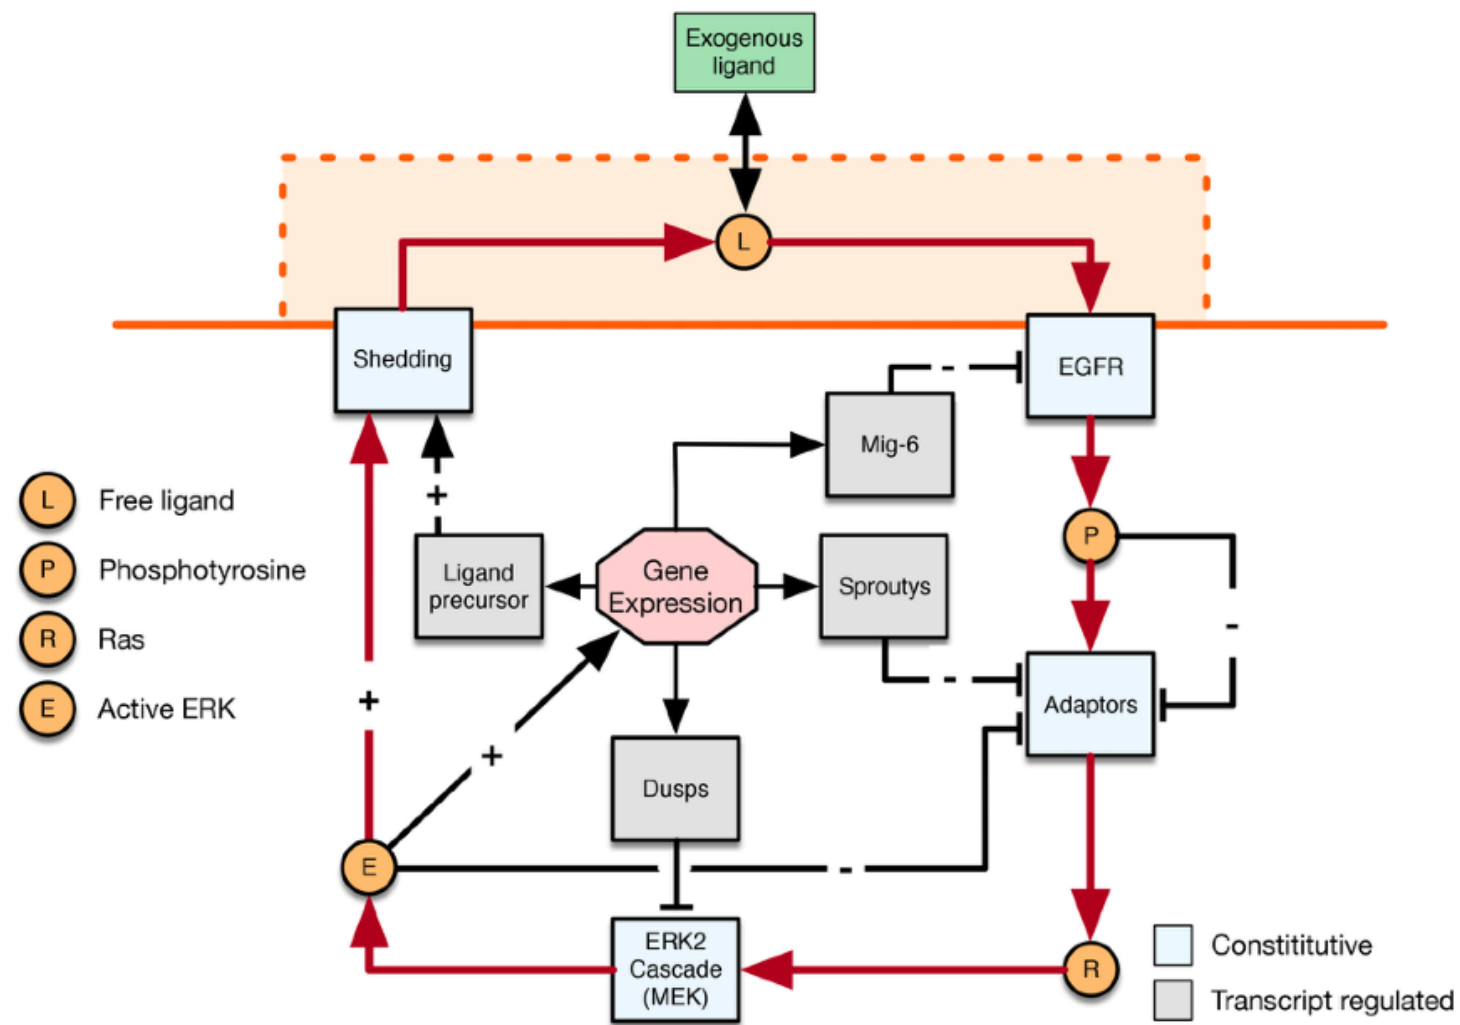 Exogenous
ligand
L
Shedding
EGFR
-
Mig-6
+
L Free ligand
P Phosphotyrosine
R Ras
E Active ERK
P
Ligand
precursor
Gene
Expression
Sproutys
-
-
+
+
Adaptors
Dusps
E
-
ERK2
Cascade
(MEK)
R
Constititutive
Transcript regulated